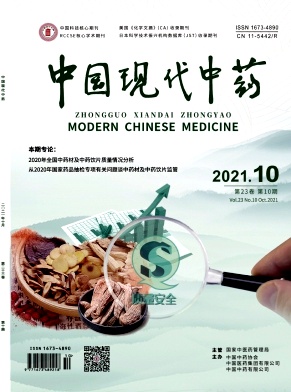 中国科技核心期刊
RCCSE核心学术期刊
美国《化学文摘》(CA)收录期刊
日本科学技术振兴机构数据库(JST)收录期刊
ISSN 1673-4890
CN 11-5442/R
中国现代中药
ZHONGGUO XIANDAI ZHONGYAO
MODERN CHINESE MEDICINE
本期专论:
2020年全国中药材及中药饮片质量情况分析
从2020年国家药品抽检专项有关问题谈中药材及中药饮片监管
2021.10
第23卷 第10期
Vol.23 No.10 Oct.2021
质量安全
ISSN 1673-4890
主管 国家中医药管理局
主办 中国中药协会
中国医药集团有限公司
中国中药有限公司